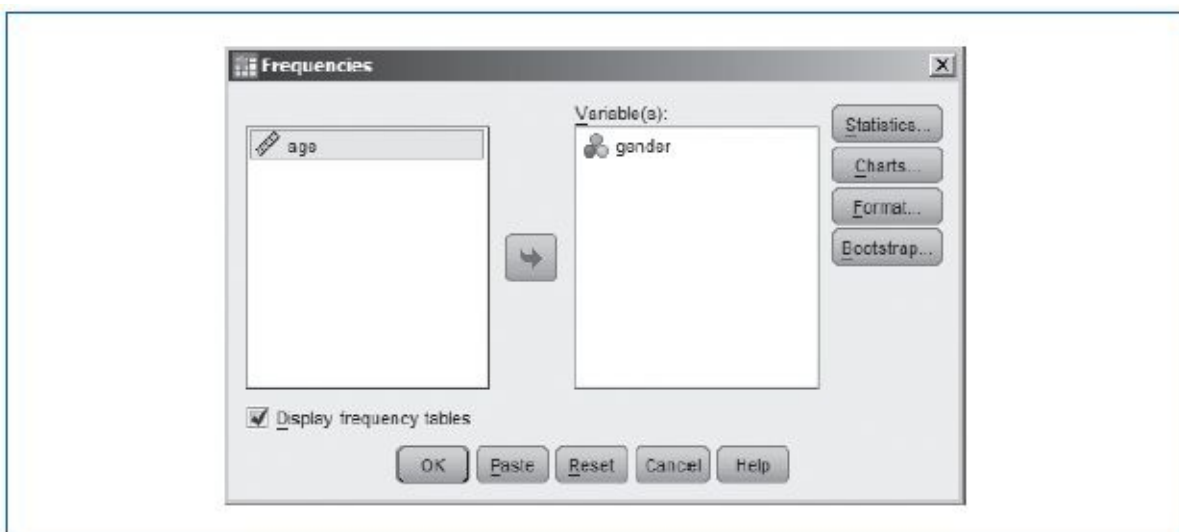 Frequencies
Variable(s):
age
gender
Statistics...
Charts...
Format...
Bootstrap...
Display frequency tables
OK Paste Reset Cancel Help